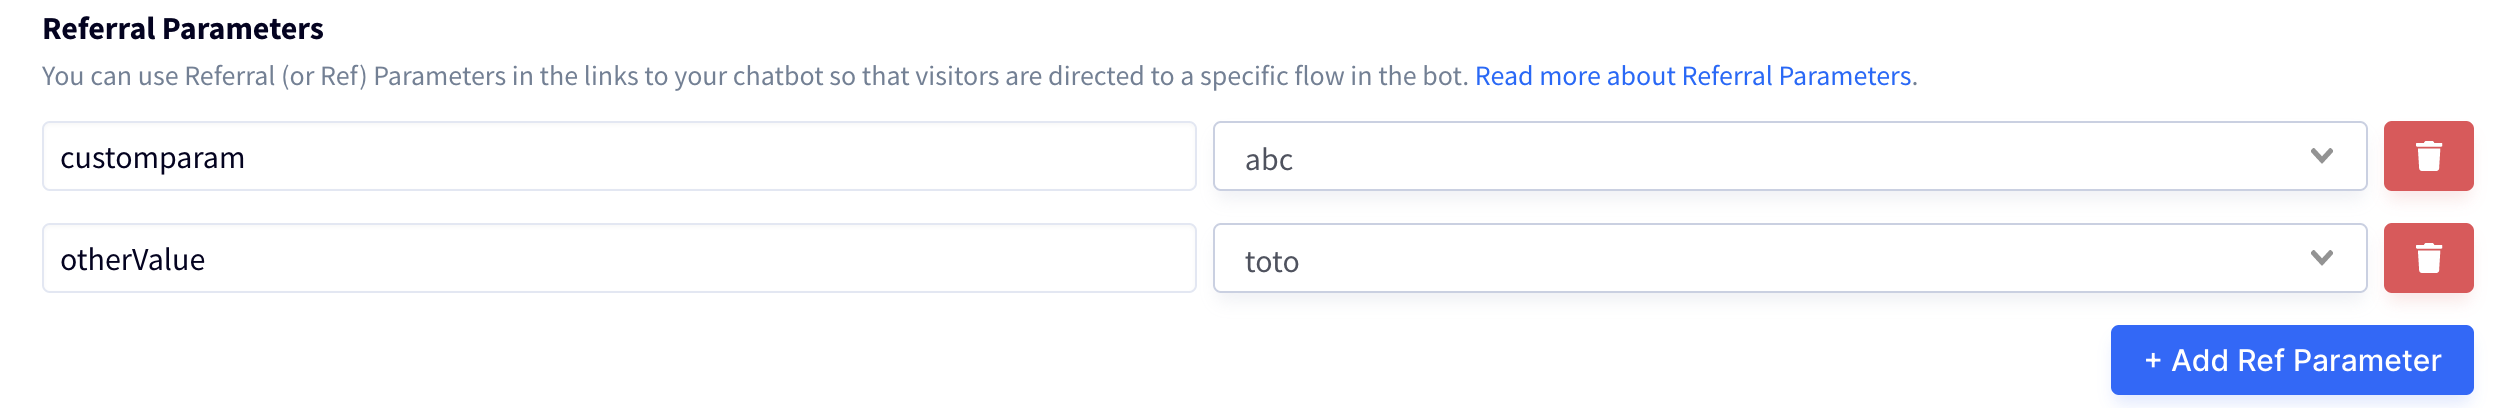 Referral Parameters
You can use Referral (or Ref) Parameters in the links to your chatbot so that visitors are directed to a specific flow in the bot. Read more about Referral Parameters.
customparam
abc
otherValue
toto
+ Add Ref Parameter